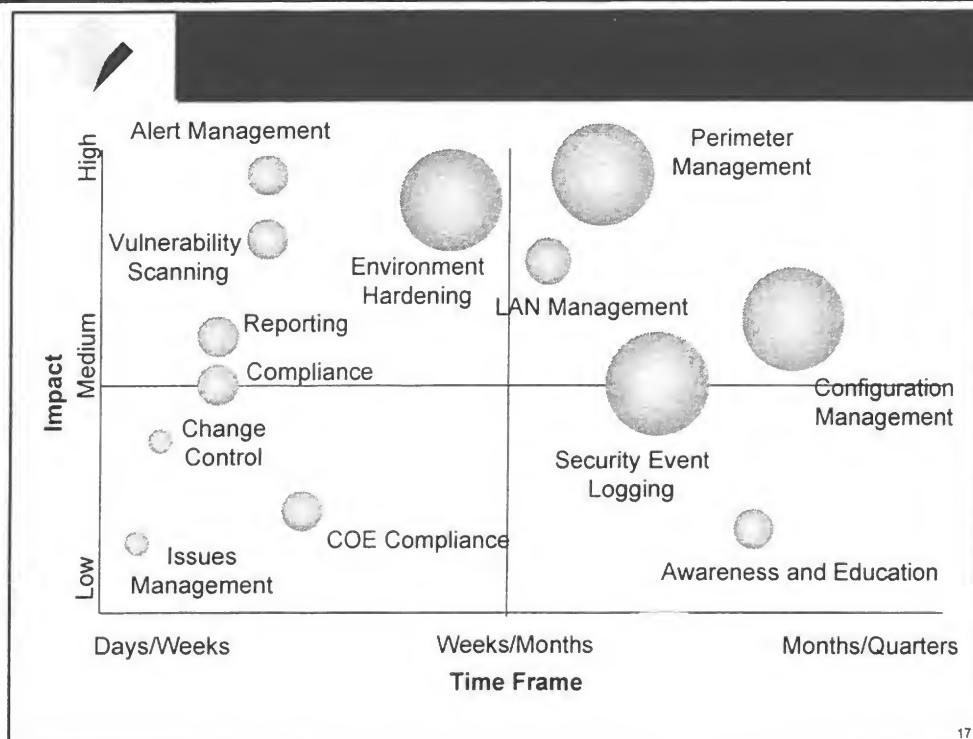 Alert Management
Perimeter
Management
High
Vulnerability
Scanning
Environment
Hardening
LAN Management
Reporting
Medium
Compliance
Impact
Configuration
Management
Change
Control
Security Event
Logging
COE Compliance
Issues
Management
Low
Awareness and Education
Days/Weeks
Weeks/Months
Months/Quarters
Time Frame
17